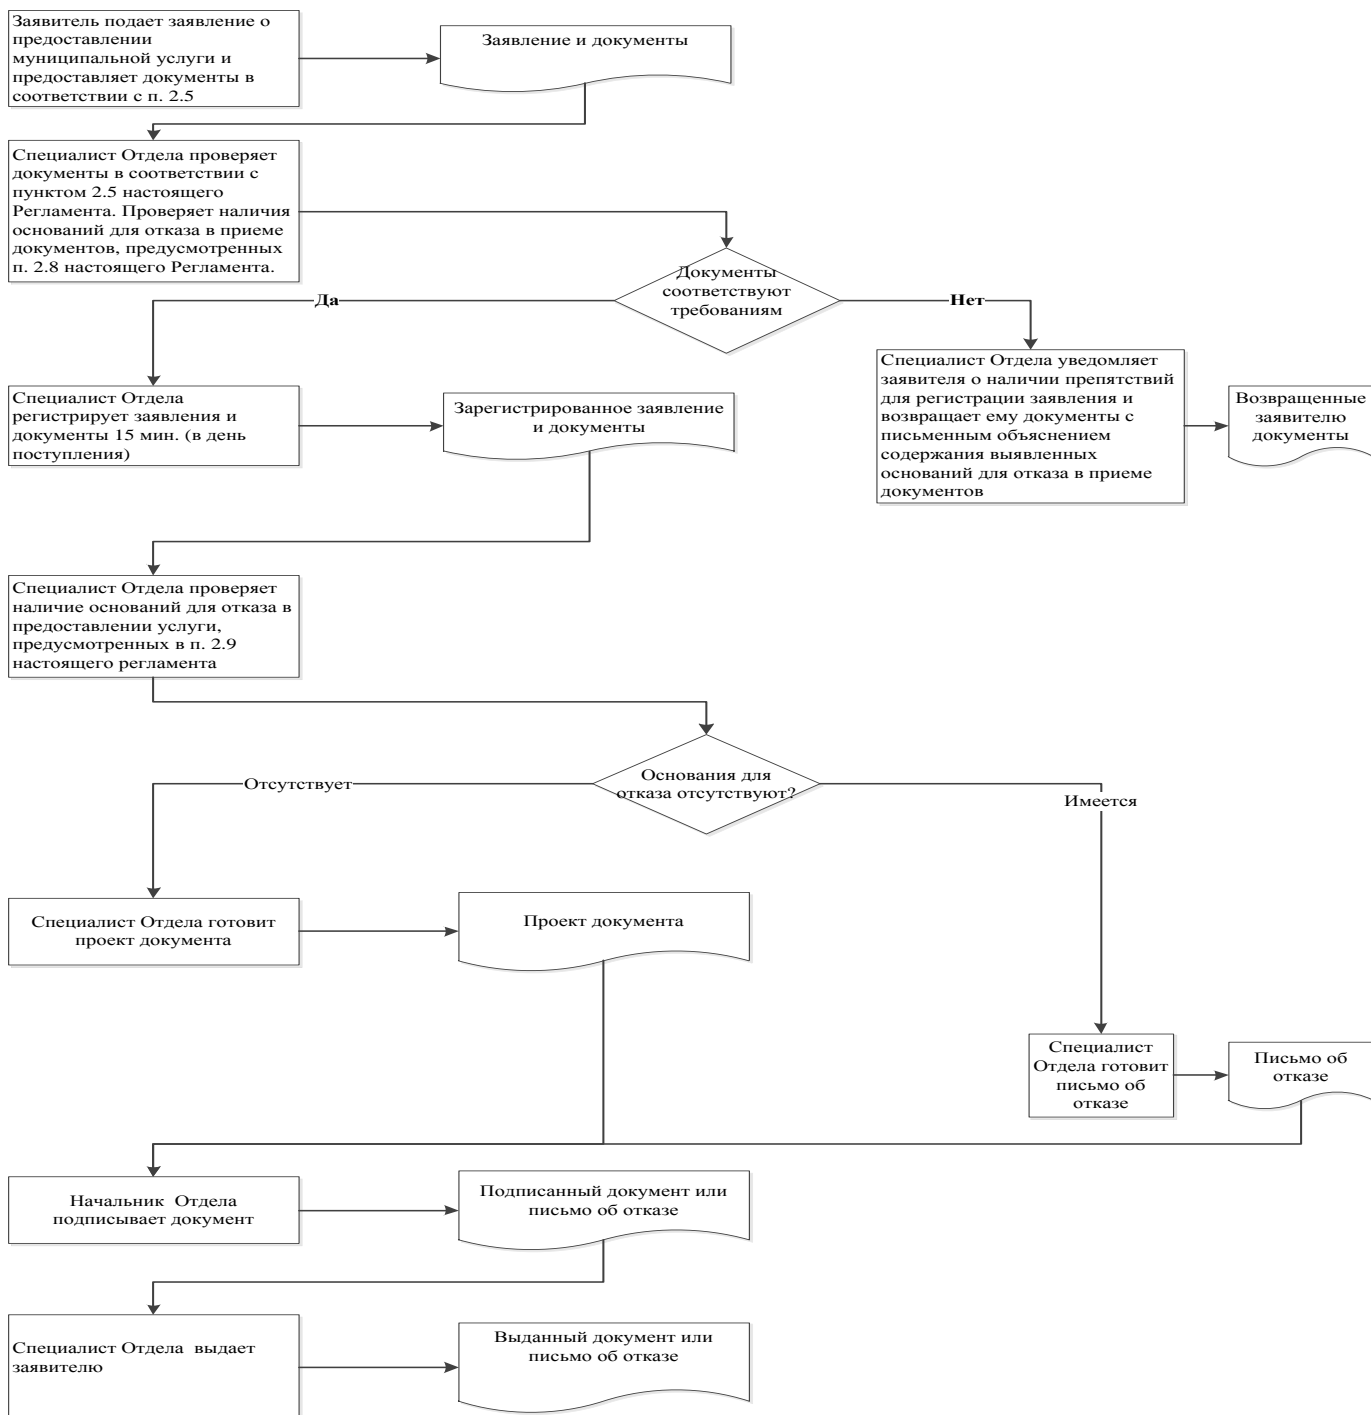 Заявитель подает заявление о
предоставлении
муниципальной услуги и
предоставляет документы в
соответствии с п. 2.5
Заявление и документы
Специалист Отдела проверяет
документы в соответствии с
пунктом 2.5 настоящего
Регламента. Проверяет наличия
оснований для отказа в приеме
документов, предусмотренных
п. 2.8 настоящего Регламента.
Документы
соответствуют
требованиям
Да
Нет
Специалист Отдела
регистрирует заявления и
документы 15 мин. (в день
поступления)
Зарегистрированное заявление
и документы
Специалист Отдела уведомляет
заявителя о наличии препятствий
для регистрации заявления и
возвращает ему документы с
письменным объяснением
содержания выявленных
оснований для отказа в приеме
документов
Возвращенные
заявителю
документы
Специалист Отдела проверяет
наличие оснований для отказа в
предоставлении услуги,
предусмотренных в п. 2.9
настоящего регламента
Основания для
отказа отсутствуют?
Отсутствует
Имеется
Специалист Отдела готовит
проект документа
Проект документа
Специалист
Отдела готовит
письмо об
отказе
Письмо об
отказе
Начальник  Отдела
подписывает документ
Подписанный документ или
письмо об отказе
Специалист Отдела  выдает
заявителю
Выданный документ или
письмо об отказе